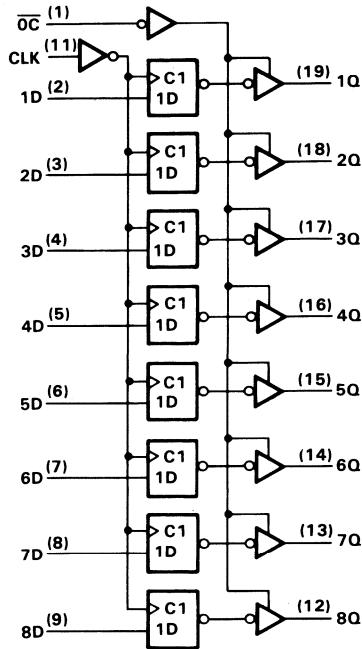 OC (1)
CLK (11)
C1 (19) 1Q
1D (2) 1D
C1 (18) 2Q
2D (3) 1D
C1 (17) 3Q
3D (4) 1D
C1 (16) 4Q
4D (5) 1D
C1 (15) 5Q
5D (6) 1D
C1 (14) 6Q
6D (7) 1D
C1 (13) 7Q
7D (8) 1D
C1 (12) 8Q
8D (9) 1D